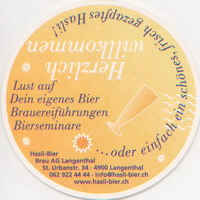 Herzlich
willkommen
Lust auf
Dein eigenes Bier
Brauereiführungen
Bierseminare
...oder einfach ein schönes, frisch gezapftes Hasli!
Hasli-Bier
Brau AG Langenthal
St. Urbanstr. 34 - 4900 Langenthal
062 922 44 44 - info@hasli-bier.ch
www.hasli-bier.ch